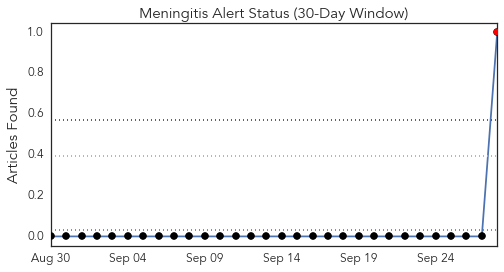 Meningitis Alert Status (30-Day Window)
Articles Found
1.0
0.8
0.6
0.4
0.2
0.0
Aug 30 Sep 04 Sep 09 Sep 14 Sep 19 Sep 24